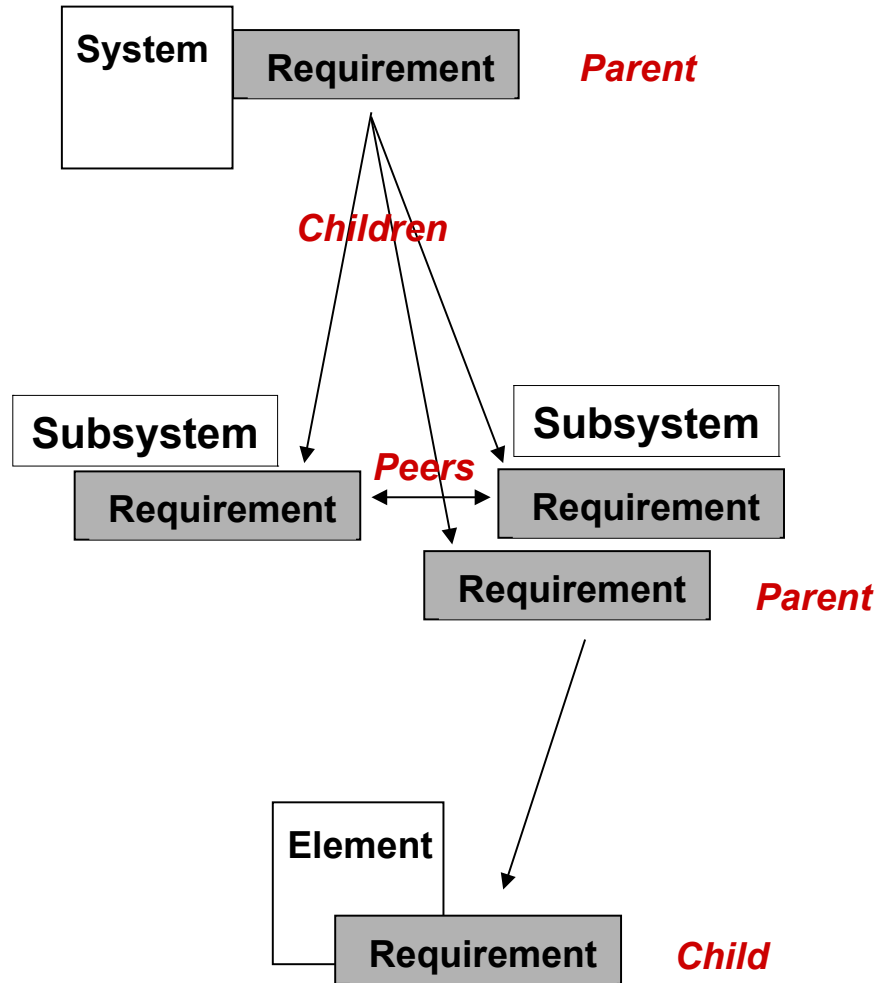 System
Requirement
Parent
Children
Subsystem
Subsystem
Peers
Requirement
Requirement
Requirement
Parent
Element
Requirement
Child